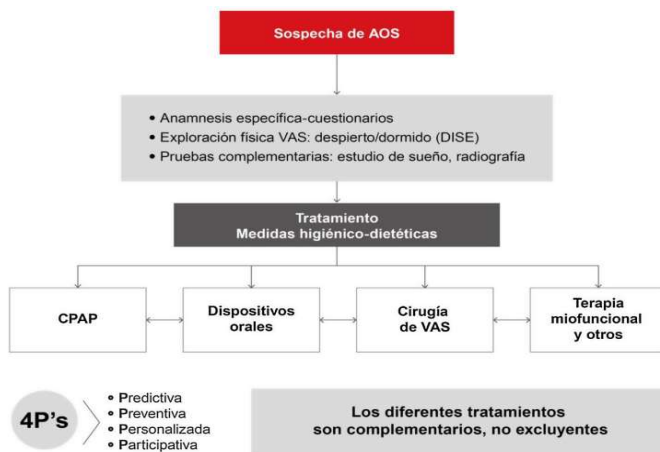 Sospecha de AOS
• Anamnesis específica-cuestionarios
• Exploración física VAS: despierto/dormido (DISE)
• Pruebas complementarias: estudio de sueño, radiografía
Tratamiento
Medidas higiénico-dietéticas
CPAP
Dispositivos
orales
Cirugía
de VAS
Terapia
miofuncional
y otros
4P's
Predictiva
Preventiva
Personalizada
Participativa
Los diferentes tratamientos
son complementarios, no excluyentes